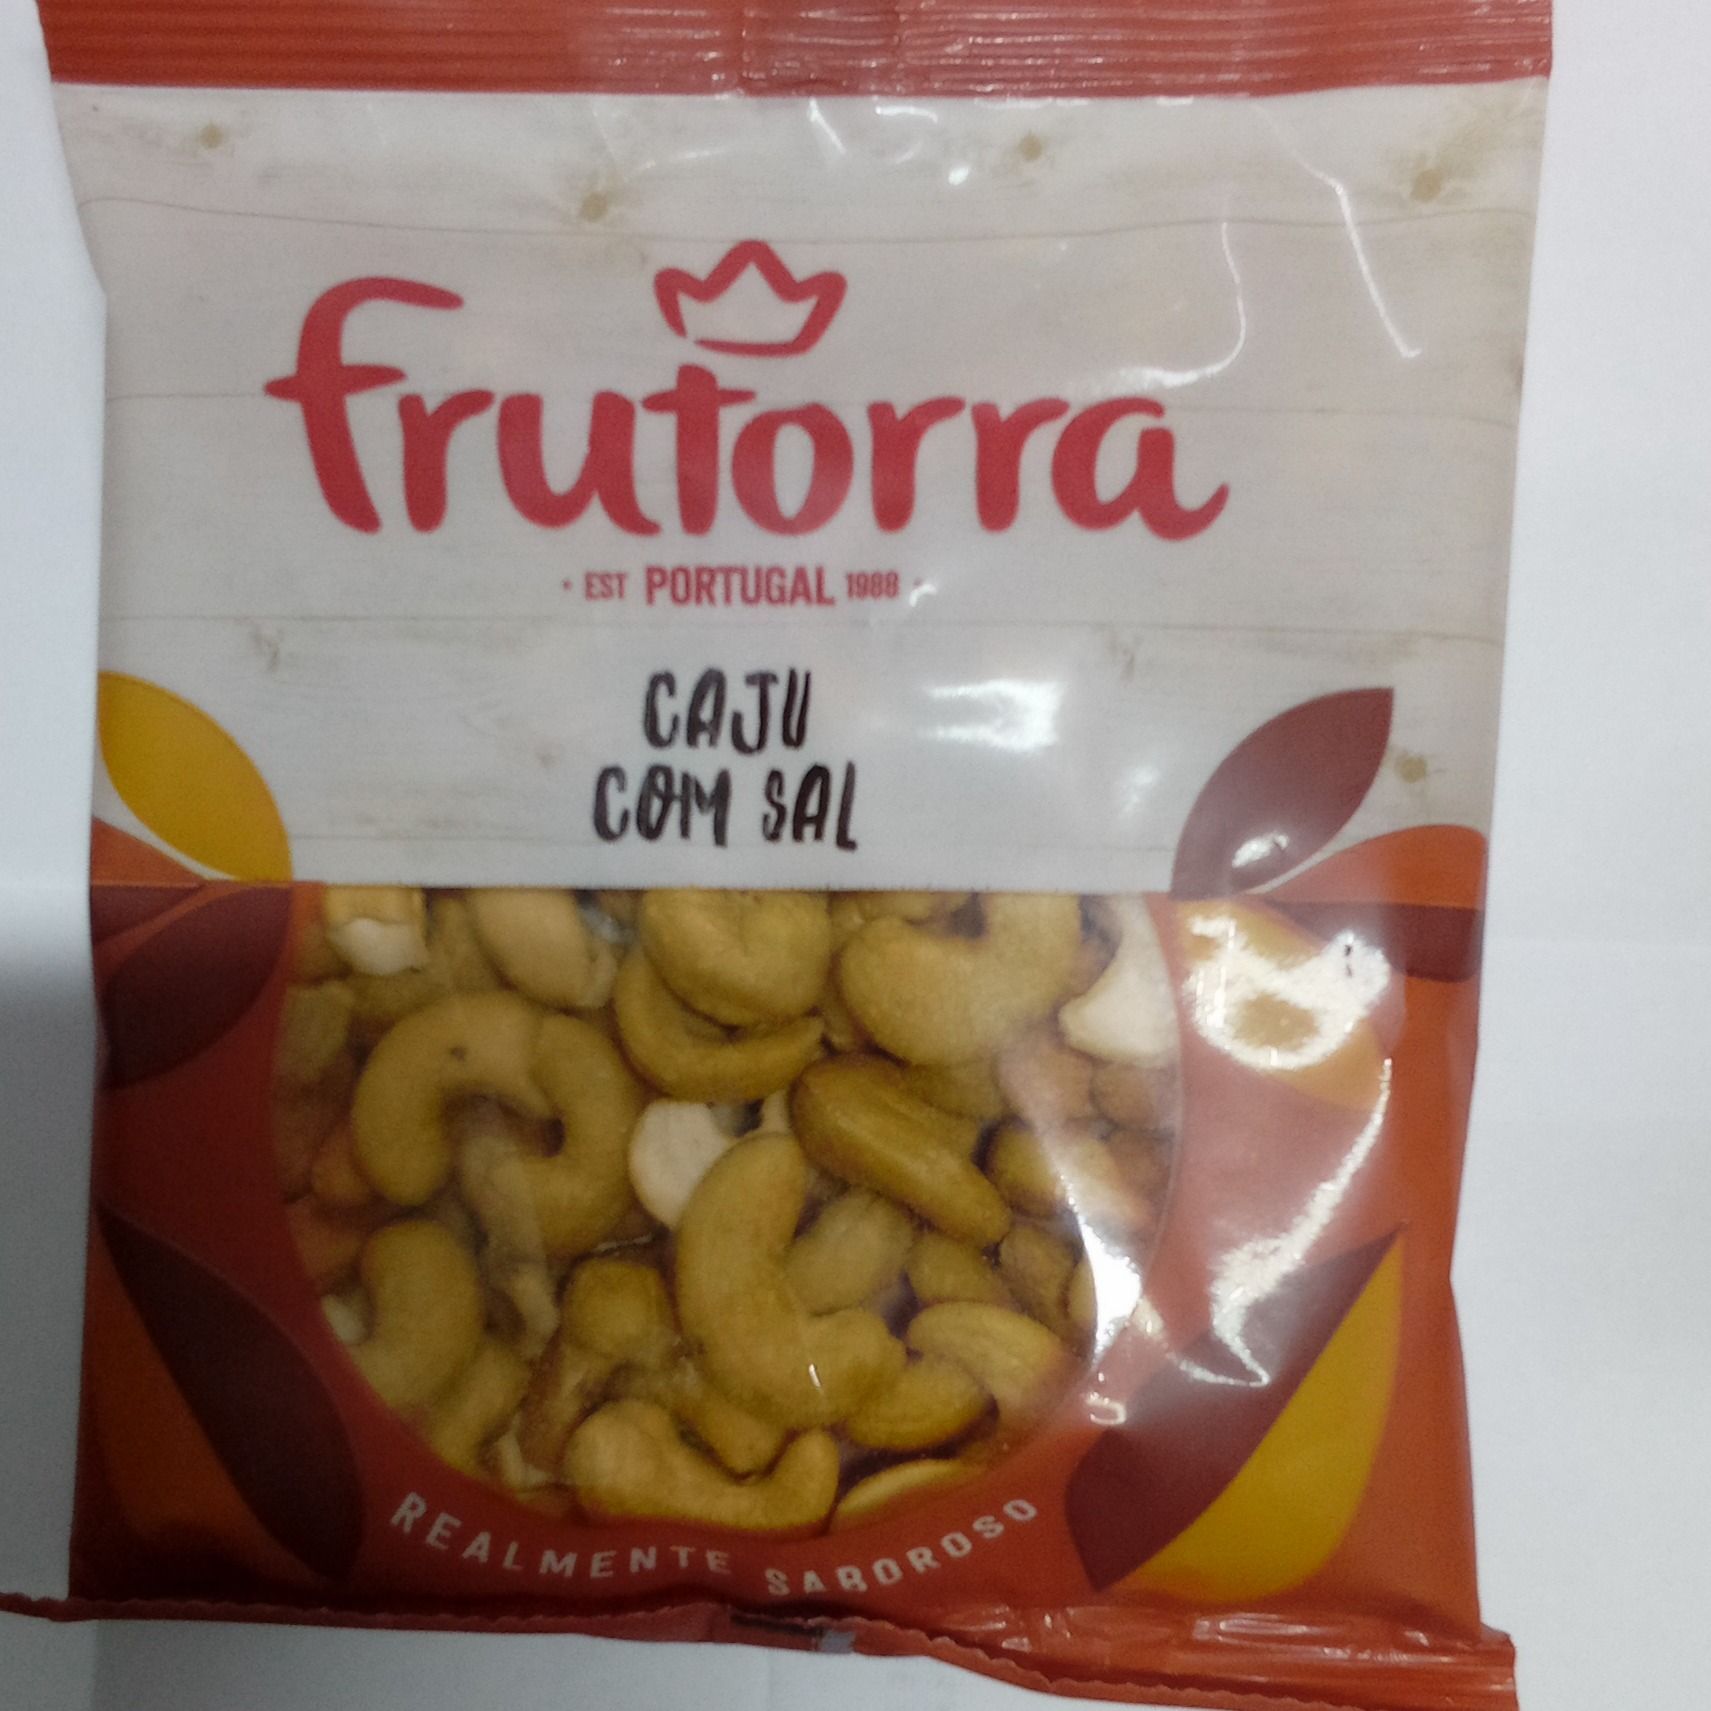 frutorra
· EST PORTUGAL 1988 ·
CAJU
COM SAL
REALMENTE SABOROSO